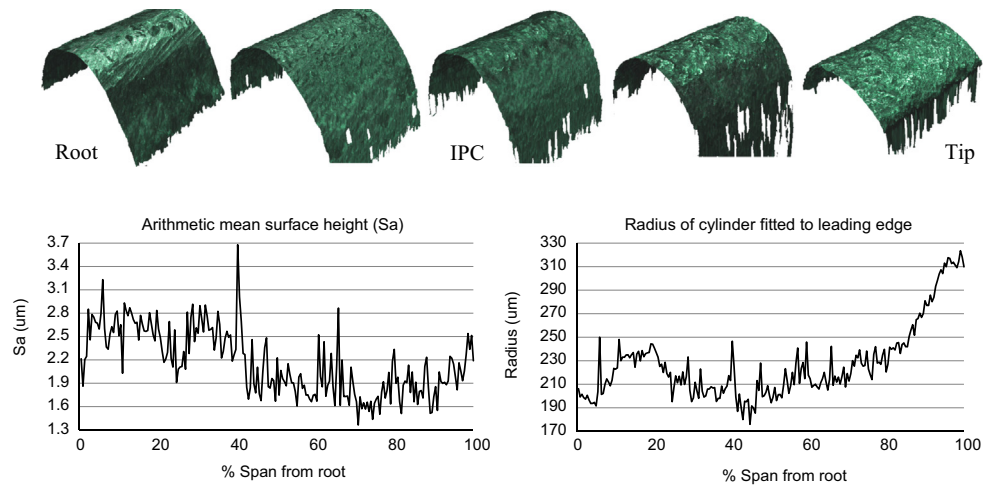 Root
IPC
Tip
Arithmetic mean surface height (Sa)
3.7
3.4
3.1
2.8
2.5
2.2
1.9
1.6
1.3
Sa (um)
0 20 40 60 80 100
% Span from root
Radius of cylinder fitted to leading edge
330
310
290
270
250
230
210
190
170
Radius (um)
0 20 40 60 80 100
% Span from root